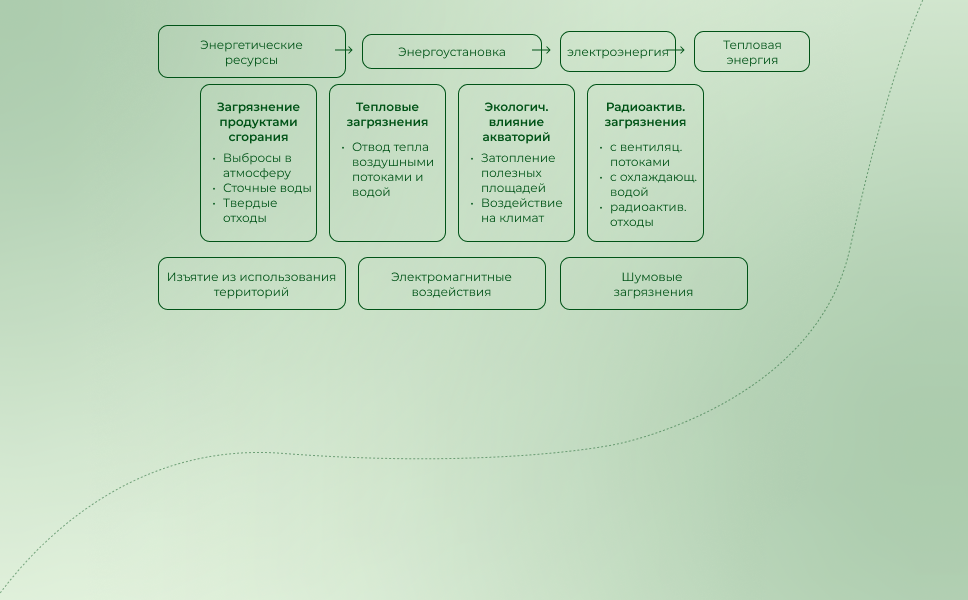 Энергетические
ресурсы
Энергоустановка
электроэнергия
Тепловая
энергия
Загрязнение
продуктами
сгорания
• Выбросы в
атмосферу
• Сточные воды
• Твердые
отходы
Тепловые
загрязнения
• Отвод тепла
воздушными
потоками и
водой
Экологич.
влияние
акваторий
• Затопление
полезных
площадей
• Воздействие
на климат
Радиоактив.
загрязнения
• с вентиляц.
потоками
• с охлаждающ.
водой
• радиоактив.
отходы
Изъятие из использования
территорий
Электромагнитные
воздействия
Шумовые
загрязнения